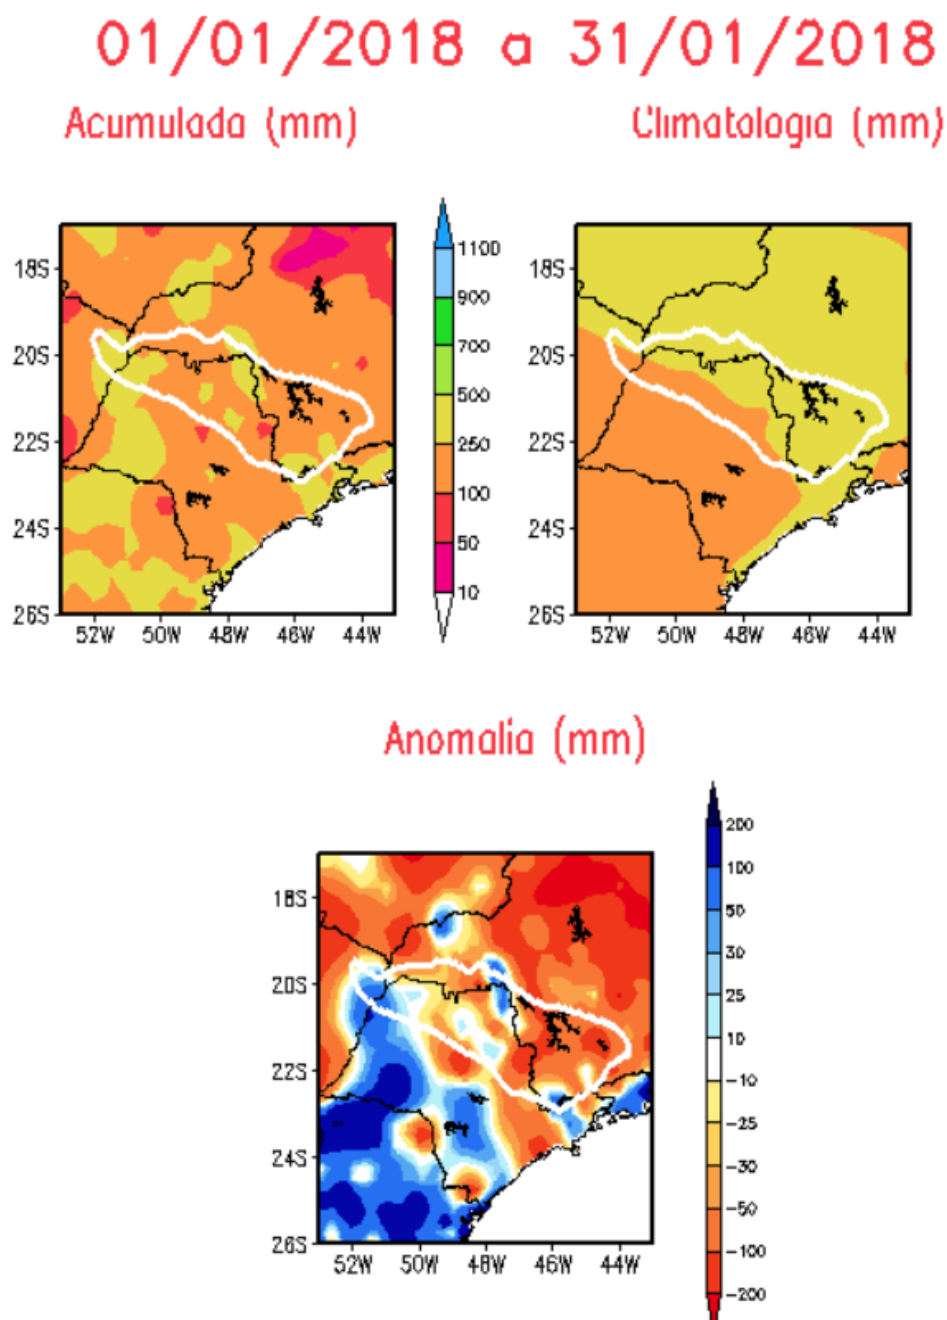 01/01/2018 a 31/01/2018
Acumulada (mm)
Climatologia (mm)
18S
20S
22S
24S
26S
52W 50W 48W 46W 44W
1100
900
700
500
250
100
50
10
18S
20S
22S
24S
26S
52W 50W 48W 46W 44W
Anomalia (mm)
18S
20S
22S
24S
26S
52W 50W 48W 46W 44W
200
100
50
30
25
10
-10
-25
-30
-50
-100
-200